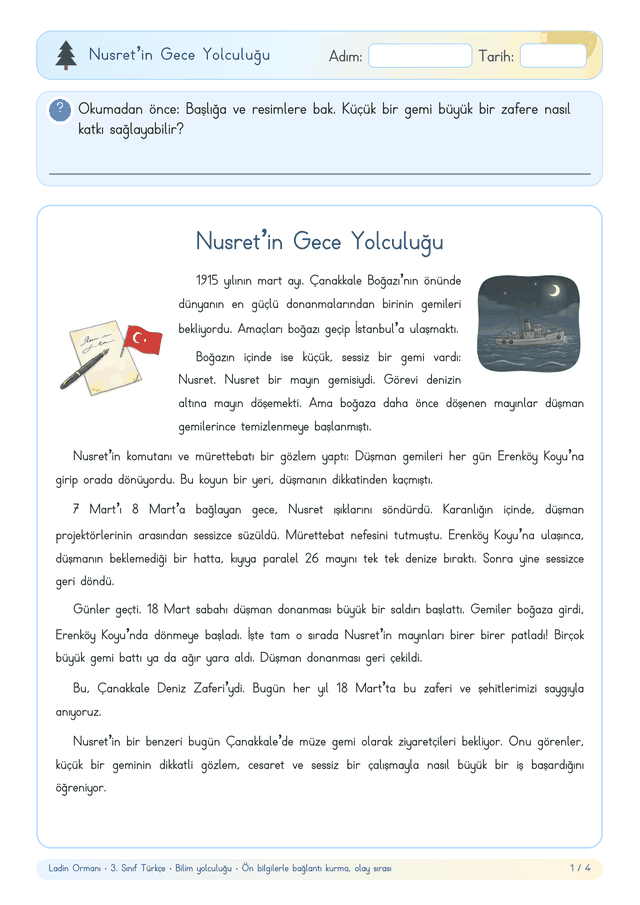 Nusret'in Gece Yolculuğu
Adım:
Tarih:
? Okumadan önce: Başlığa ve resimlere bak. Küçük bir gemi büyük bir zafere nasıl
katkı sağlayabilir?
Nusret'in Gece Yolculuğu
1915 yılının mart ayı. Çanakkale Boğazı'nın önünde
dünyanın en güçlü donanmalarından birinin gemileri
bekliyordu. Amaçları boğazı geçip İstanbul'a ulaşmaktı.
Boğazın içinde ise küçük, sessiz bir gemi vardı:
Nusret. Nusret bir mayın gemisiydi. Görevi denizin
altına mayın döşemekti. Ama boğaza daha önce döşenen mayınlar düşman
gemilerince temizlenmeye başlanmıştı.
Nusret'in komutanı ve mürettebatı bir gözlem yaptı: Düşman gemileri her gün Erenköy Koyu'na
girip orada dönüyordu. Bu koyun bir yeri, düşmanın dikkatinden kaçmıştı.
7 Mart'ı 8 Mart'a bağlayan gece, Nusret ışıklarını söndürdü. Karanlığın içinde, düşman
projektörlerinin arasından sessizce süzüldü. Mürettebat nefesini tutmuştu. Erenköy Koyu'na ulaşınca,
düşmanın beklemediği bir hatta, kıyıya paralel 26 mayını tek tek denize bıraktı. Sonra yine sessizce
geri döndü.
Günler geçti. 18 Mart sabahı düşman donanması büyük bir saldırı başlattı. Gemiler boğaza girdi,
Erenköy Koyu'nda dönmeye başladı. İşte tam o sırada Nusret'in mayınları birer birer patladı! Birçok
büyük gemi battı ya da ağır yara aldı. Düşman donanması geri çekildi.
Bu, Çanakkale Deniz Zaferi'ydi. Bugün her yıl 18 Mart'ta bu zaferi ve şehitlerimizi saygıyla
anıyoruz.
Nusret'in bir benzeri bugün Çanakkale'de müze gemi olarak ziyaretçileri bekliyor. Onu görenler,
küçük bir geminin dikkatli gözlem, cesaret ve sessiz bir çalışmayla nasıl büyük bir iş başardığını
öğreniyor.
Ladin Ormanı • 3. Sınıf Türkçe • Bilim yolculuğu • Ön bilgilerle bağlantı kurma, olay sırası
1 / 4